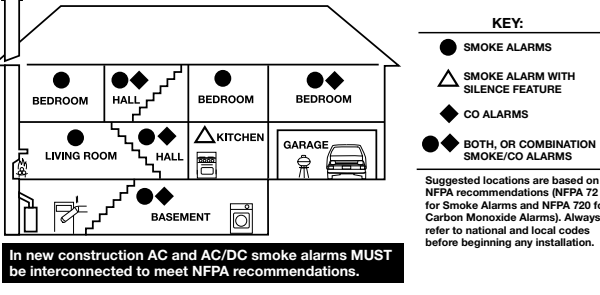 BEDROOM
HALL
BEDROOM
BEDROOM
LIVING ROOM
HALL
KITCHEN
GARAGE
BASEMENT
In new construction AC and AC/DC smoke alarms MUST
be interconnected to meet NFPA recommendations.
KEY:
SMOKE ALARMS
SMOKE ALARM WITH
SILENCE FEATURE
CO ALARMS
BOTH, OR COMBINATION
SMOKE/CO ALARMS
Suggested locations are based on
NFPA recommendations (NFPA 72
for Smoke Alarms and NFPA 720 fo
Carbon Monoxide Alarms). Always
refer to national and local codes
before beginning any installation.